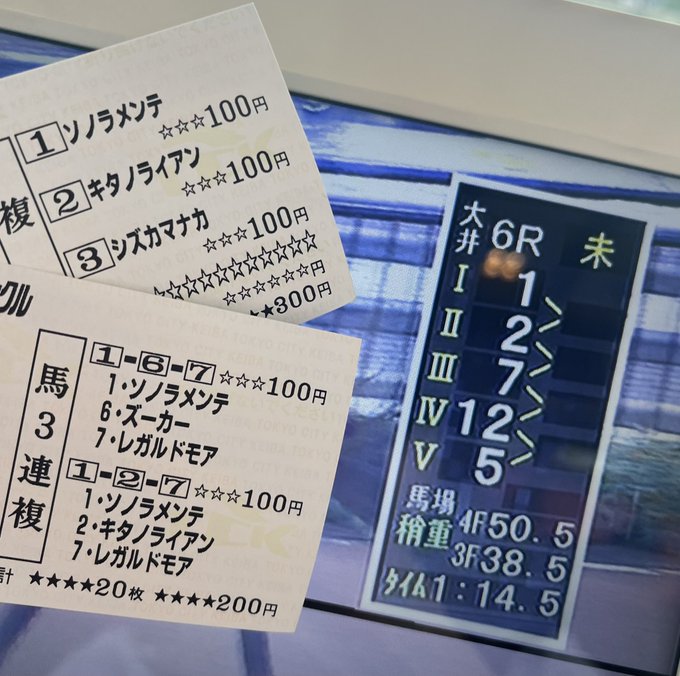 複
1 ソノラメンテ
☆☆☆100円
2 キタノライアン
☆☆☆100円
3 シズカマナカ
☆☆☆100円
☆☆☆☆☆☆☆☆☆☆☆
☆☆☆☆☆☆円
★300円
クル
馬3連複
1-6-7 ☆☆☆100円
1・ソノラメンテ
6・ズーカー
7・レガルドモア
1-2-7 ☆☆☆100円
1・ソノラメンテ
2・キタノライアン
7・レガルドモア
計 ★★★★20枚 ★★★★200円
大井 6R 未
I 1
II 2
III 7
IV 12
V 5
馬場
稍重 4F50.5
3F38.5
タイム1:14.5